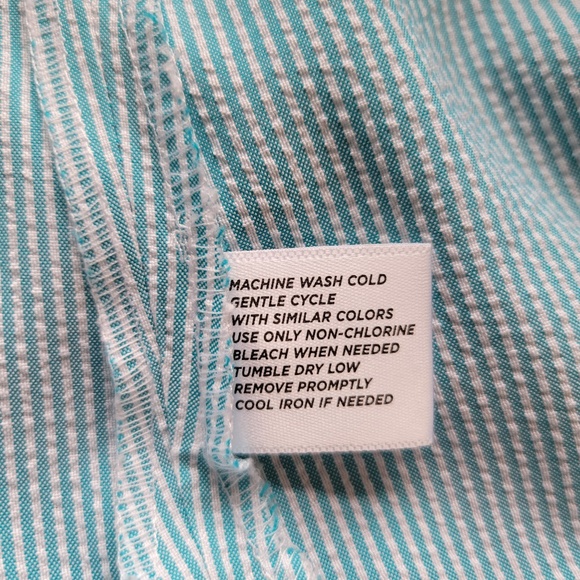 MACHINE WASH COLD
GENTLE CYCLE
WITH SIMILAR COLORS
USE ONLY NON-CHLORINE
BLEACH WHEN NEEDED
TUMBLE DRY LOW
REMOVE PROMPTLY
COOL IRON IF NEEDED